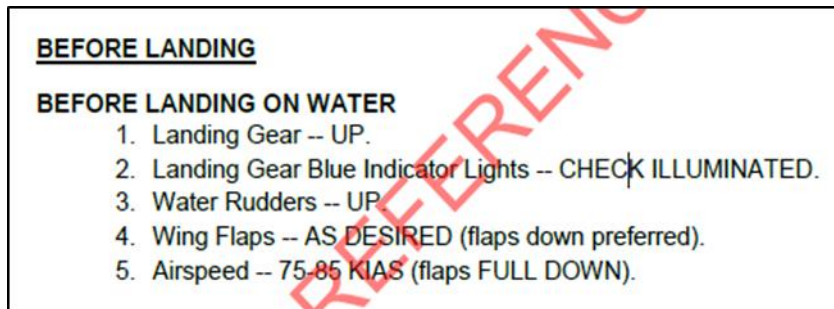 BEFORE LANDING
BEFORE LANDING ON WATER
1. Landing Gear -- UP.
2. Landing Gear Blue Indicator Lights -- CHECK ILLUMINATED.
3. Water Rudders -- UP.
4. Wing Flaps -- AS DESIRED (flaps down preferred).
5. Airspeed -- 75-85 KIAS (flaps FULL DOWN).